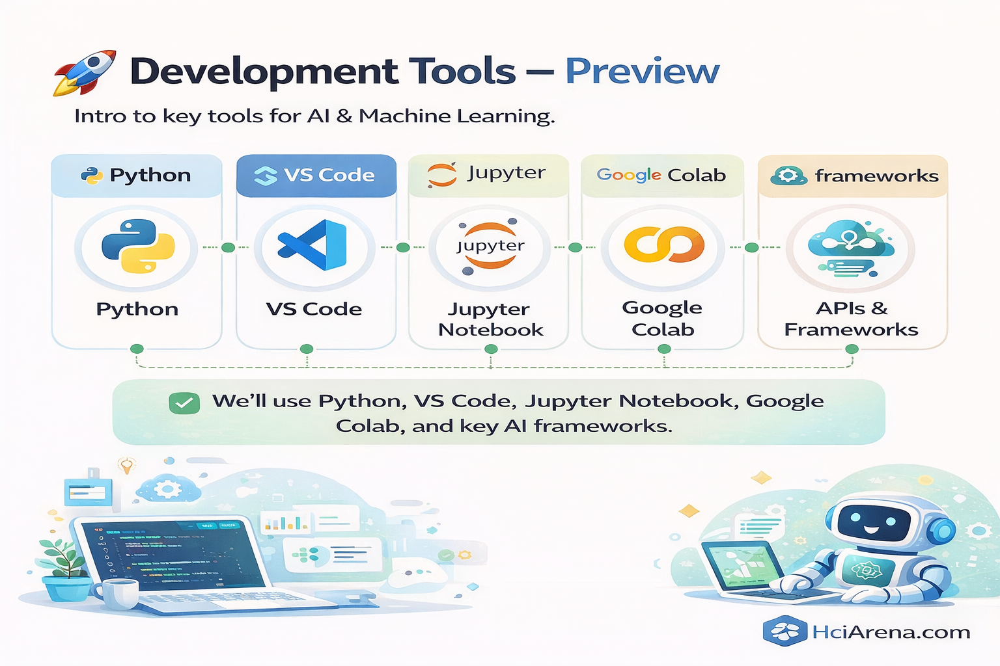 Development Tools – Preview
Intro to key tools for AI & Machine Learning.
Python
VS Code
Jupyter
Google Colab
frameworks
Jupyter
Python
VS Code
Jupyter
Notebook
Google
Colab
APIs &
Frameworks
We'll use Python, VS Code, Jupyter Notebook, Google
Colab, and key AI frameworks.
HciArena.com